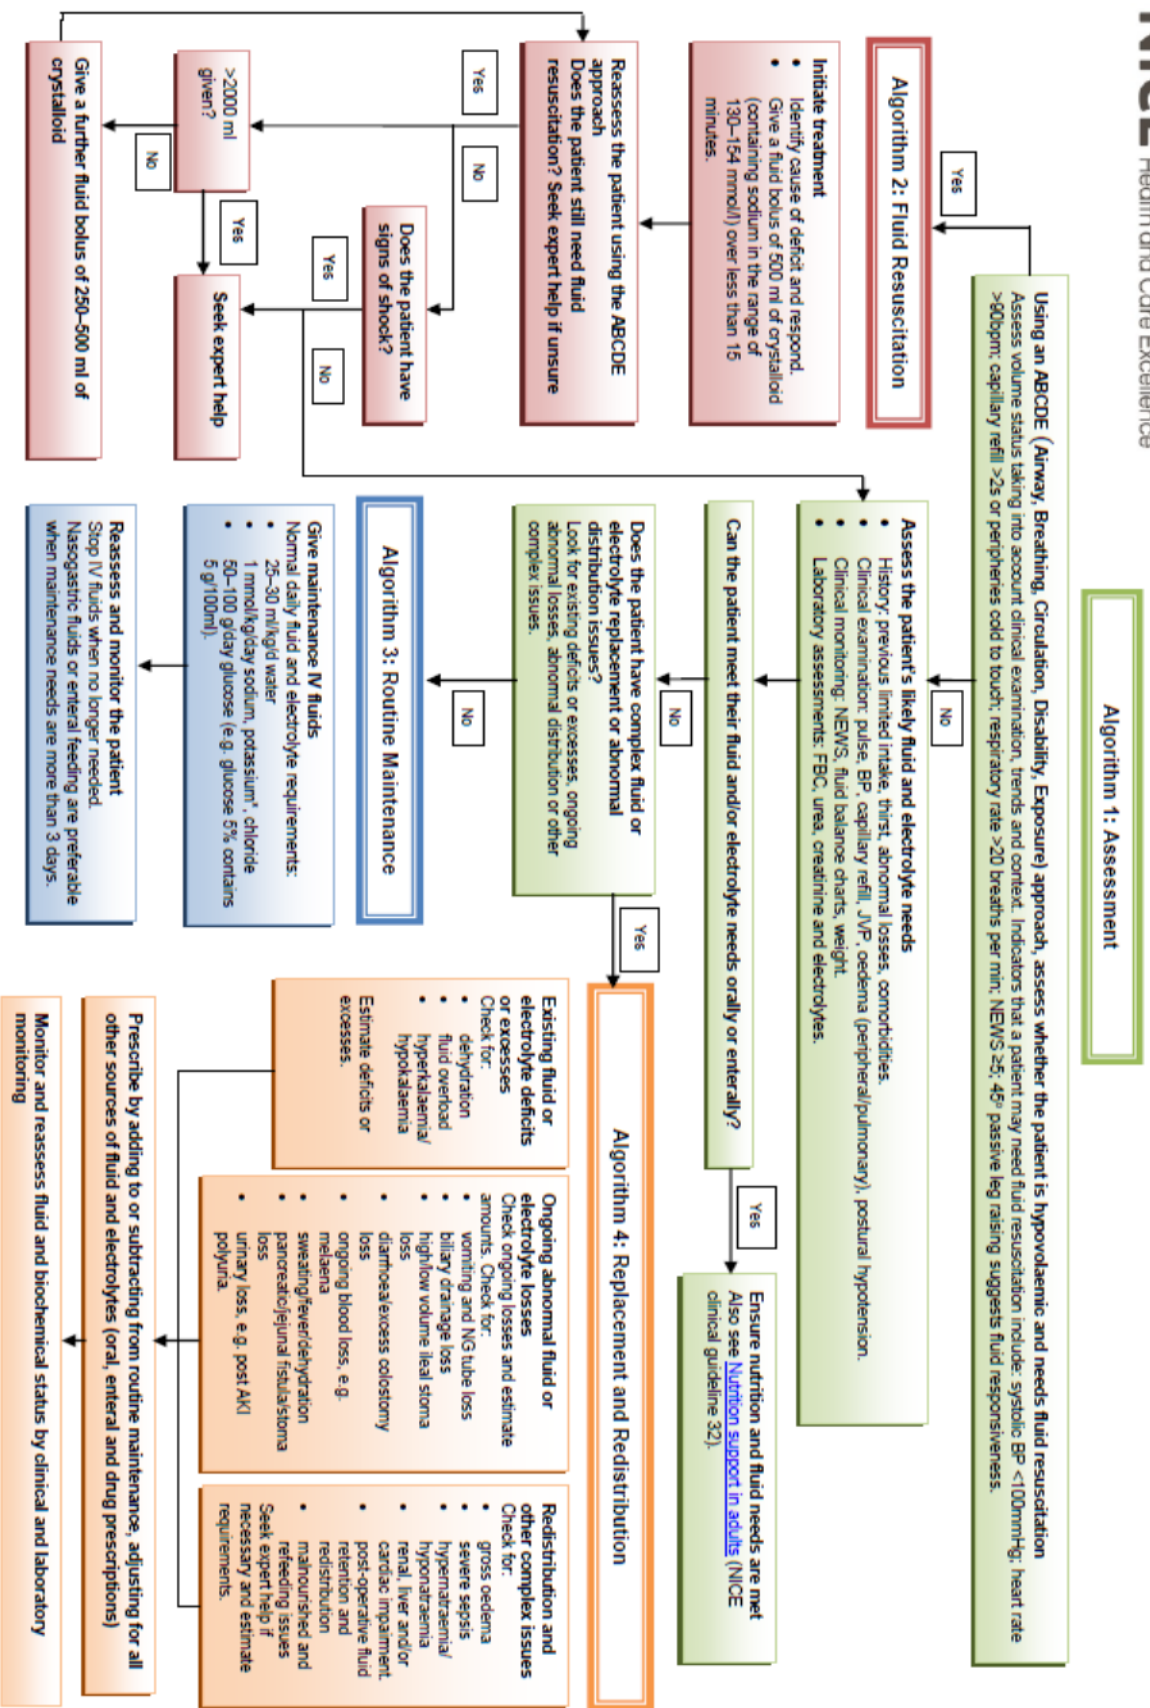 NICE Health and Care Excellence
Algorithm 1: Assessment
Using an ABCDE (Airway, Breathing, Circulation, Disability, Exposure) approach, assess whether the patient is hypovolaemic and needs fluid resuscitation
Assess volume status taking into account clinical examination, trends and context. Indicators that a patient may need fluid resuscitation include: systolic BP <100mmHg; heart rate
>90bpm; capillary refill >2s or peripheries cold to touch; respiratory rate >20 breaths per min; NEWS ≥5; 45° passive leg raising suggests fluid responsiveness.
Yes
No
Algorithm 2: Fluid Resuscitation
Initiate treatment
• Identify cause of deficit and respond.
• Give a fluid bolus of 500 ml of crystalloid
(containing sodium in the range of
130–154 mmol/l) over less than 15
minutes.
Reassess the patient using the ABCDE
approach
Does the patient still need fluid
resuscitation? Seek expert help if unsure
Yes
No
Does the patient have
signs of shock?
>2000 ml
given?
Yes
No
Yes
No
Seek expert help
Give a further fluid bolus of 250–500 ml of
crystalloid
Assess the patient's likely fluid and electrolyte needs
• History: previous limited intake, thirst, abnormal losses, comorbidities.
• Clinical examination: pulse, BP, capillary refill, JVP, oedema (peripheral/pulmonary), postural hypotension.
• Clinical monitoring: NEWS, fluid balance charts, weight.
• Laboratory assessments: FBC, urea, creatinine and electrolytes.
Can the patient meet their fluid and/or electrolyte needs orally or enterally?
Yes
Ensure nutrition and fluid needs are met
Also see Nutrition support in adults (NICE
clinical guideline 32).
No
Does the patient have complex fluid or
electrolyte replacement or abnormal
distribution issues?
Look for existing deficits or excesses, ongoing
abnormal losses, abnormal distribution or other
complex issues.
Yes
No
Algorithm 3: Routine Maintenance
Give maintenance IV fluids
Normal daily fluid and electrolyte requirements:
• 25–30 ml/kg/d water
• 1 mmol/kg/day sodium, potassium*, chloride
• 50–100 g/day glucose (e.g. glucose 5% contains
5 g/100ml).
Reassess and monitor the patient
Stop IV fluids when no longer needed.
Nasogastric fluids or enteral feeding are preferable
when maintenance needs are more than 3 days.
Algorithm 4: Replacement and Redistribution
Existing fluid or
electrolyte deficits
or excesses
Check for:
• dehydration
• fluid overload
• hyperkalaemia/
hypokalaemia
Estimate deficits or
excesses.
Ongoing abnormal fluid or
electrolyte losses
Check ongoing losses and estimate
amounts. Check for:
• vomiting and NG tube loss
• biliary drainage loss
• high/low volume ileal stoma
loss
• diarrhoea/excess colostomy
loss
• ongoing blood loss, e.g.
melaena
• sweating/fever/dehydration
• pancreatic/jejunal fistula/stoma
loss
• urinary loss, e.g. post AKI
polyuria.
Redistribution and
other complex issues
Check for:
• gross oedema
• severe sepsis
• hypernatraemia/
hyponatraemia
• renal, liver and/or
cardiac impairment.
• post-operative fluid
retention and
redistribution
• malnourished and
refeeding issues
Seek expert help if
necessary and estimate
requirements.
Prescribe by adding to or subtracting from routine maintenance, adjusting for all
other sources of fluid and electrolytes (oral, enteral and drug prescriptions)
Monitor and reassess fluid and biochemical status by clinical and laboratory
monitoring